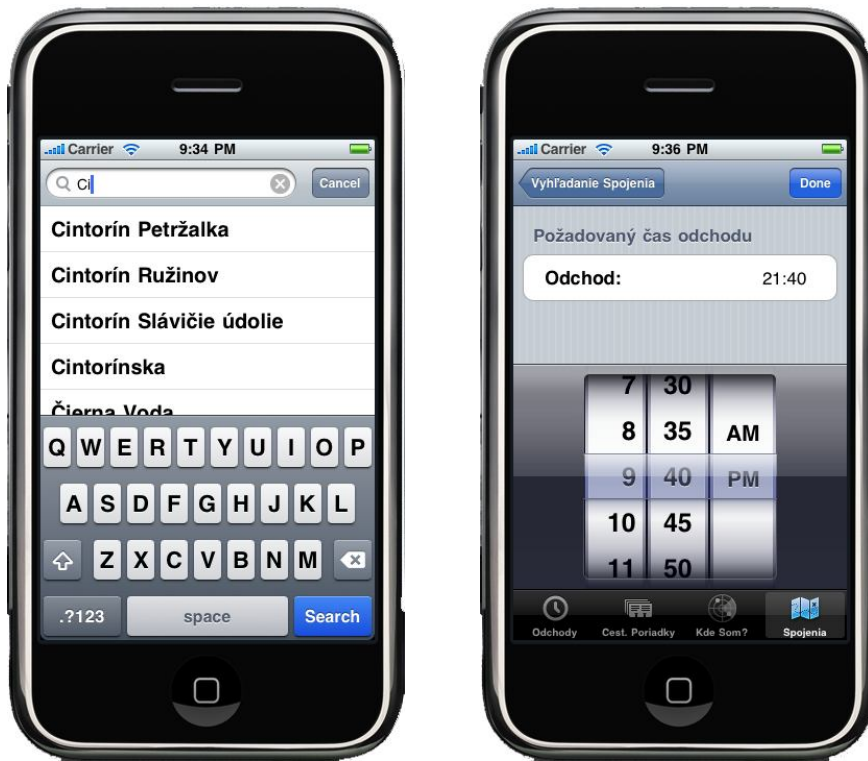 Carrier 9:34 PM
Ci Cancel
Cintorín Petržalka
Cintorín Ružinov
Cintorín Slávičie údolie
Cintorínska
Čierna Voda
Q W E R T Y U I O P
A S D F G H J K L
Z X C V B N M
.?123 space Search
Carrier 9:36 PM
Vyhľadanie Spojenia Done
Požadovaný čas odchodu
Odchod: 21:40
7 30
8 35 AM
9 40 PM
10 45
11 50
Odchody Cest. Poriadky Kde Som? Spojenia